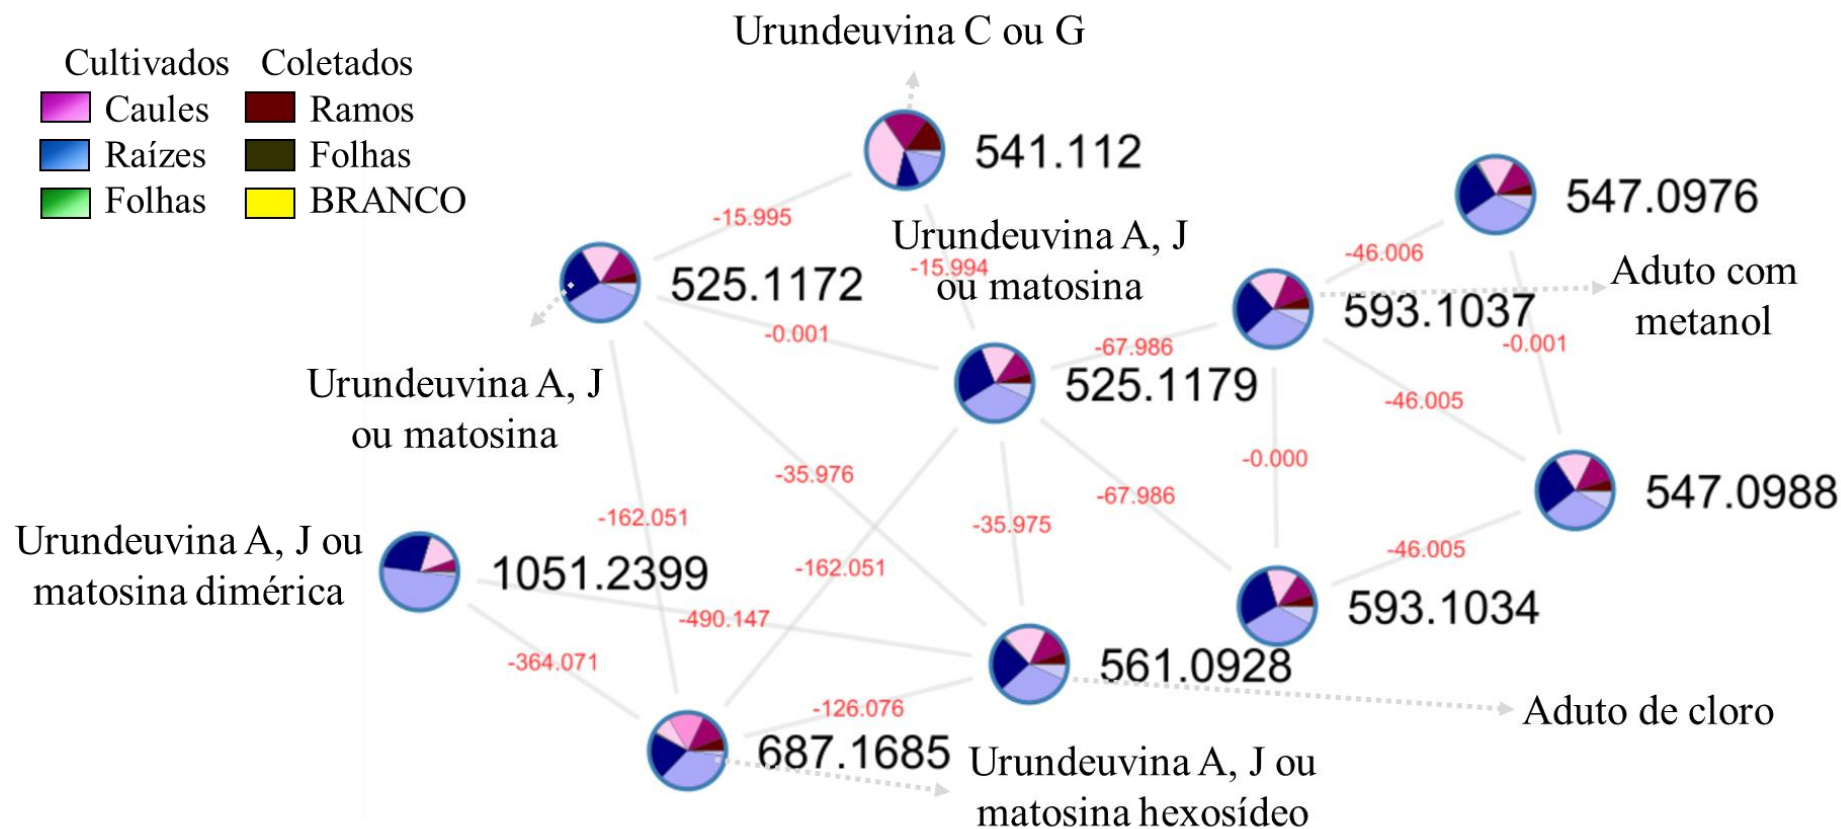 Urundeuvina C ou G
Cultivados Coletados
Caules Ramos
Raízes Folhas
Folhas BRANCO
541.112
547.0976
-15.995
Urundeuvina A, J
ou matosina
-15.994
-46.006
Aduto com
metanol
525.1172
593.1037
-0.001
-0.001
-67.986
525.1179
Urundeuvina A, J
ou matosina
-46.005
-0.000
-35.976
-67.986
547.0988
-162.051
-35.975
-46.005
Urundeuvina A, J ou
matosina dimérica
1051.2399
-162.051
-490.147
593.1034
-364.071
561.0928
-126.076
Aduto de cloro
687.1685
Urundeuvina A, J ou
matosina hexosídeo